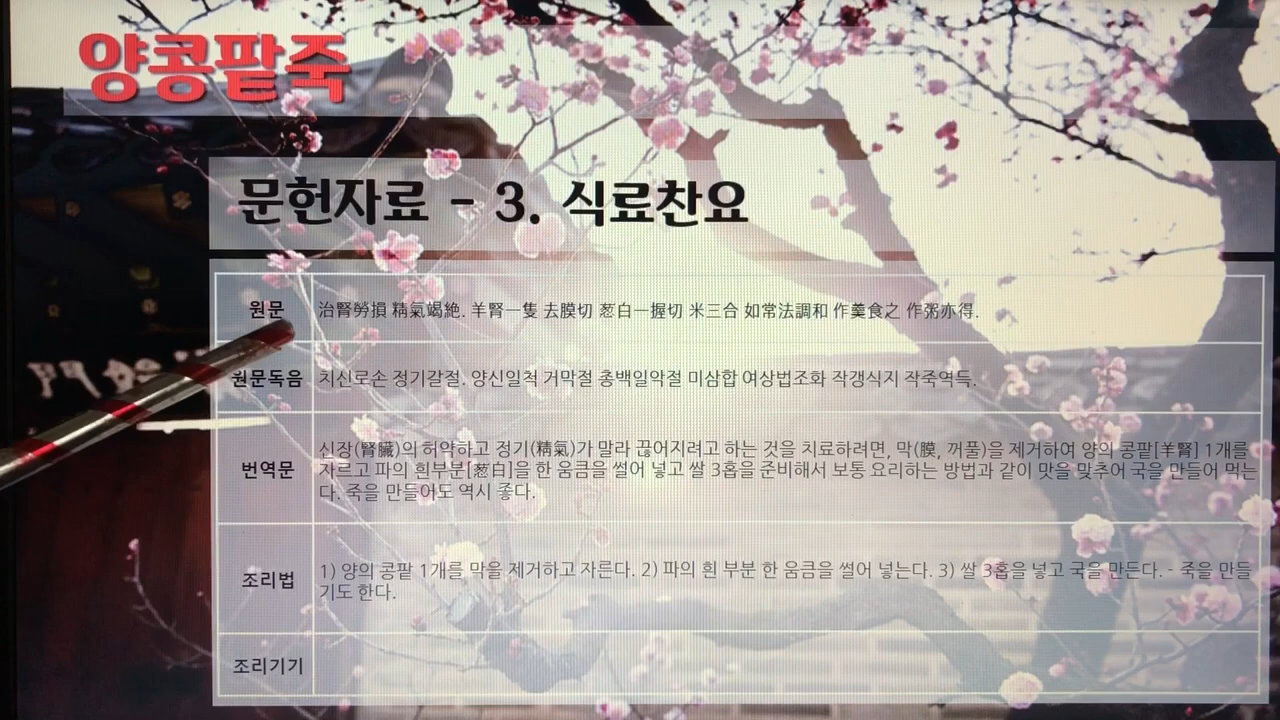 양콩팥죽
문헌자료 - 3. 식료찬요
원문
治腎勞損 精氣竭絶. 羊腎一隻 去膜切 葱白一握切 米三合 如常法調和 作羹食之 作粥亦得.
원문독음
치신로손 정기갈절. 양신일척 거막절 총백일악절 미삼합 여상법조화 작갱식지 작죽역득.
번역문
신장(腎臟)의 허약하고 정기(精氣)가 말라 끊어지려고 하는 것을 치료하려면, 막(膜, 꺼풀)을 제거하여 양의 콩팥[羊腎] 1개를
자르고 파의 흰부분[葱白]을 한 움큼을 썰어 넣고 쌀 3홉을 준비해서 보통 요리하는 방법과 같이 맛을 맞추어 국을 만들어 먹는
다. 죽을 만들어도 역시 좋다.
조리법
1) 양의 콩팥 1개를 막을 제거하고 자른다. 2) 파의 흰 부분 한 움큼을 썰어 넣는다. 3) 쌀 3홉을 넣고 국을 만든다. - 죽을 만들
기도 한다.
조리기기